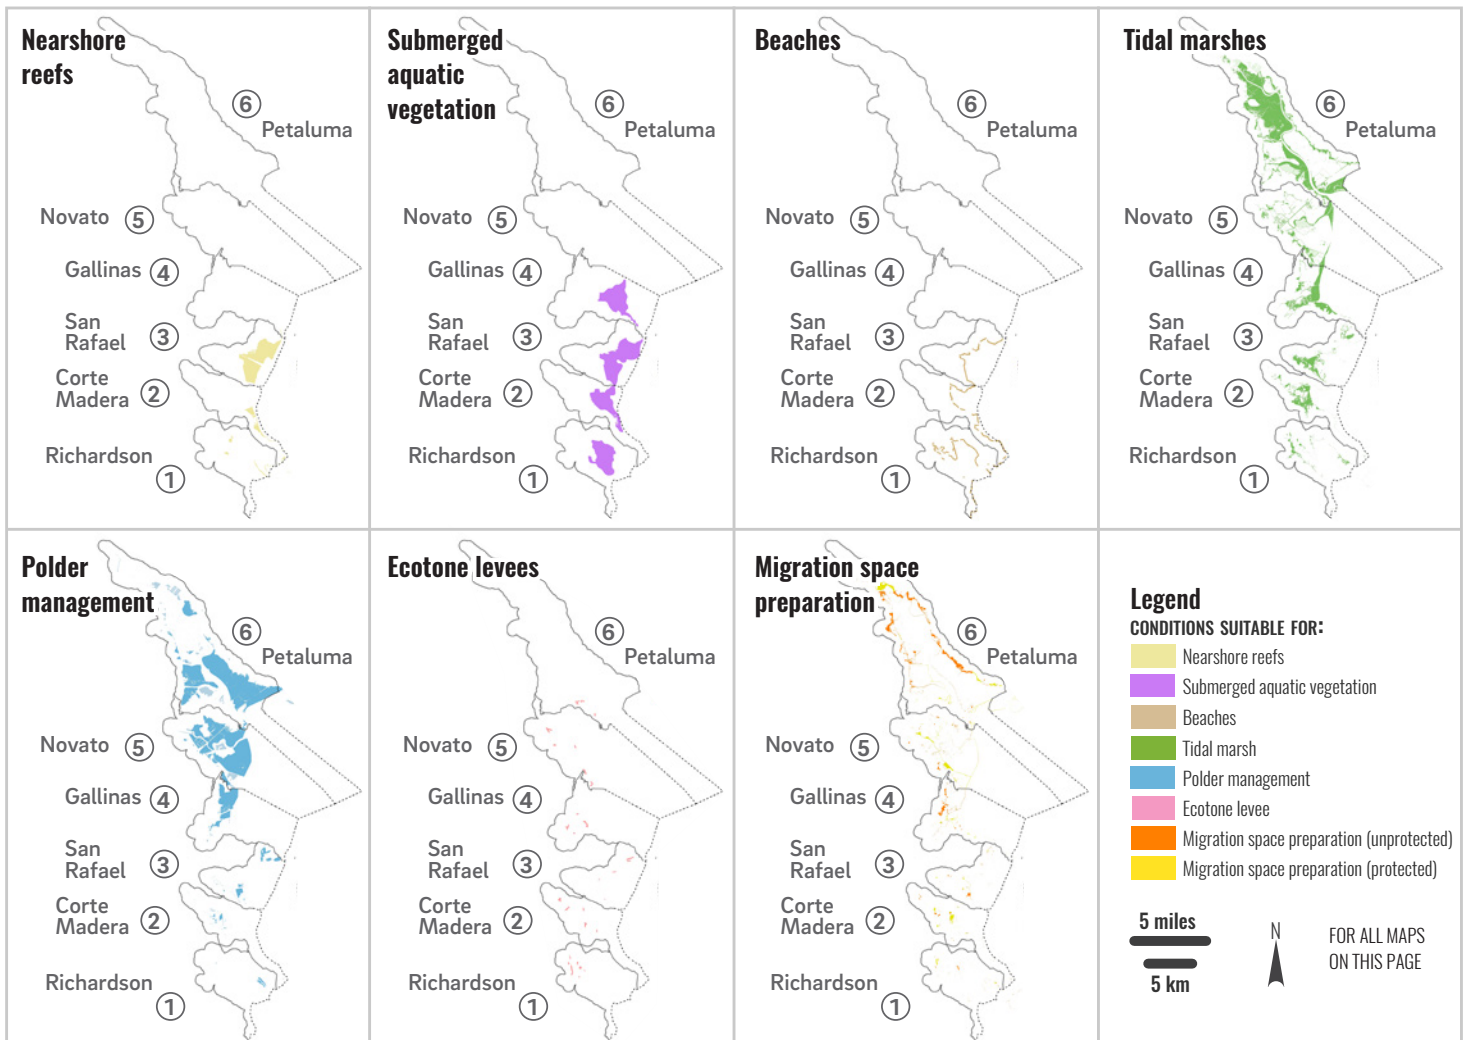 Nearshore
reefs
6
Petaluma
Novato 5
Gallinas 4
San
Rafael 3
Corte
Madera 2
Richardson
1
Submerged
aquatic
vegetation
6
Petaluma
Novato 5
Gallinas 4
San
Rafael 3
Corte
Madera 2
Richardson
1
Beaches
6
Petaluma
Novato 5
Gallinas 4
San
Rafael 3
Corte
Madera 2
Richardson
1
Tidal marshes
6
Petaluma
Novato 5
Gallinas 4
San
Rafael 3
Corte
Madera 2
Richardson
1
Polder
management
6
Petaluma
Novato 5
Gallinas 4
San
Rafael 3
Corte
Madera 2
Richardson
1
Ecotone levees
6
Petaluma
Novato 5
Gallinas 4
San
Rafael 3
Corte
Madera 2
Richardson
1
Migration space
preparation
6
Petaluma
Novato 5
Gallinas 4
San
Rafael 3
Corte
Madera 2
Richardson
1
Legend
CONDITIONS SUITABLE FOR:
Nearshore reefs
Submerged aquatic vegetation
Beaches
Tidal marsh
Polder management
Ecotone levee
Migration space preparation (unprotected)
Migration space preparation (protected)
5 miles
5 km
N
FOR ALL MAPS
ON THIS PAGE